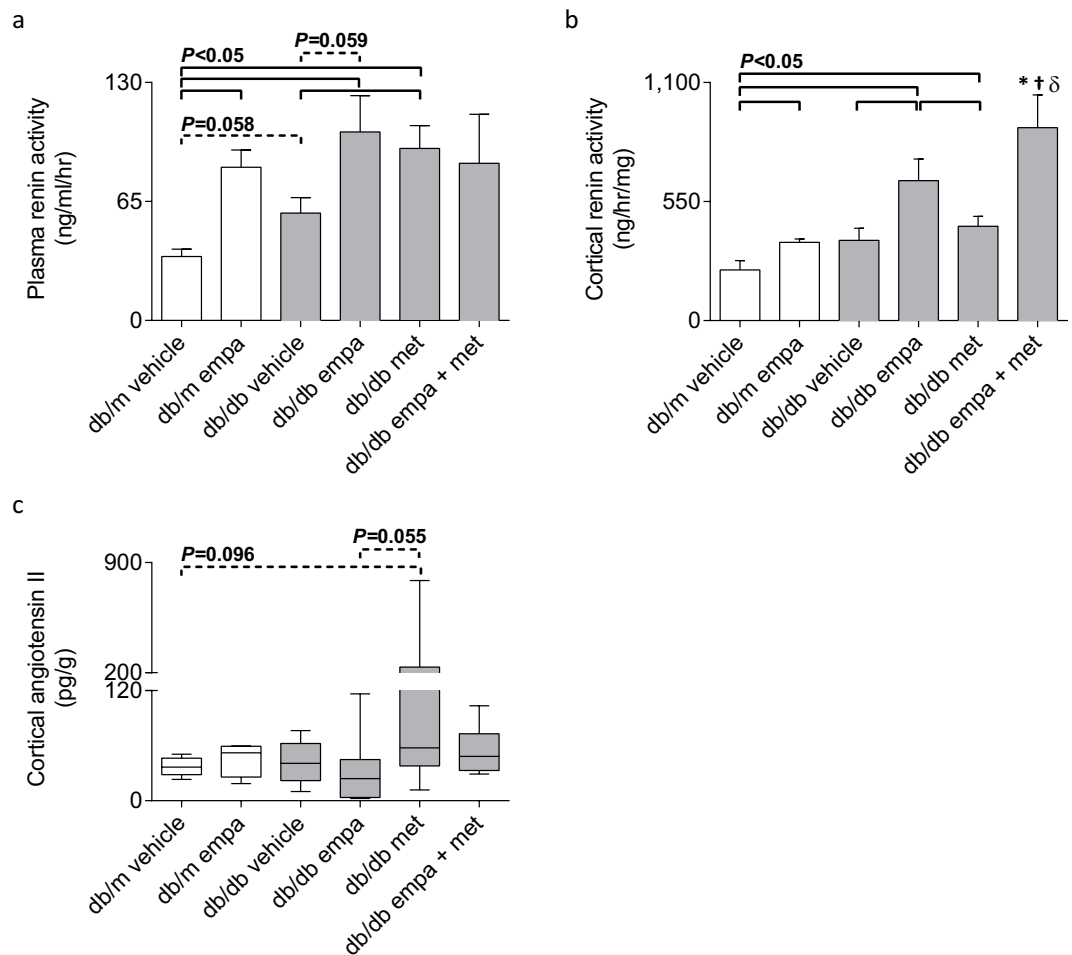 a
P=0.059
P<0.05
P=0.058
130
65
0
Plasma renin activity
(ng/ml/hr)
db/m vehicle
db/m empa
db/db vehicle
db/db empa
db/db met
db/db empa + met
b
P<0.05
* † δ
1,100
550
0
Cortical renin activity
(ng/hr/mg)
db/m vehicle
db/m empa
db/db vehicle
db/db empa
db/db met
db/db empa + met
c
P=0.055
P=0.096
900
200
120
0
Cortical angiotensin II
(pg/g)
db/m vehicle
db/m empa
db/db vehicle
db/db empa
db/db met
db/db empa + met